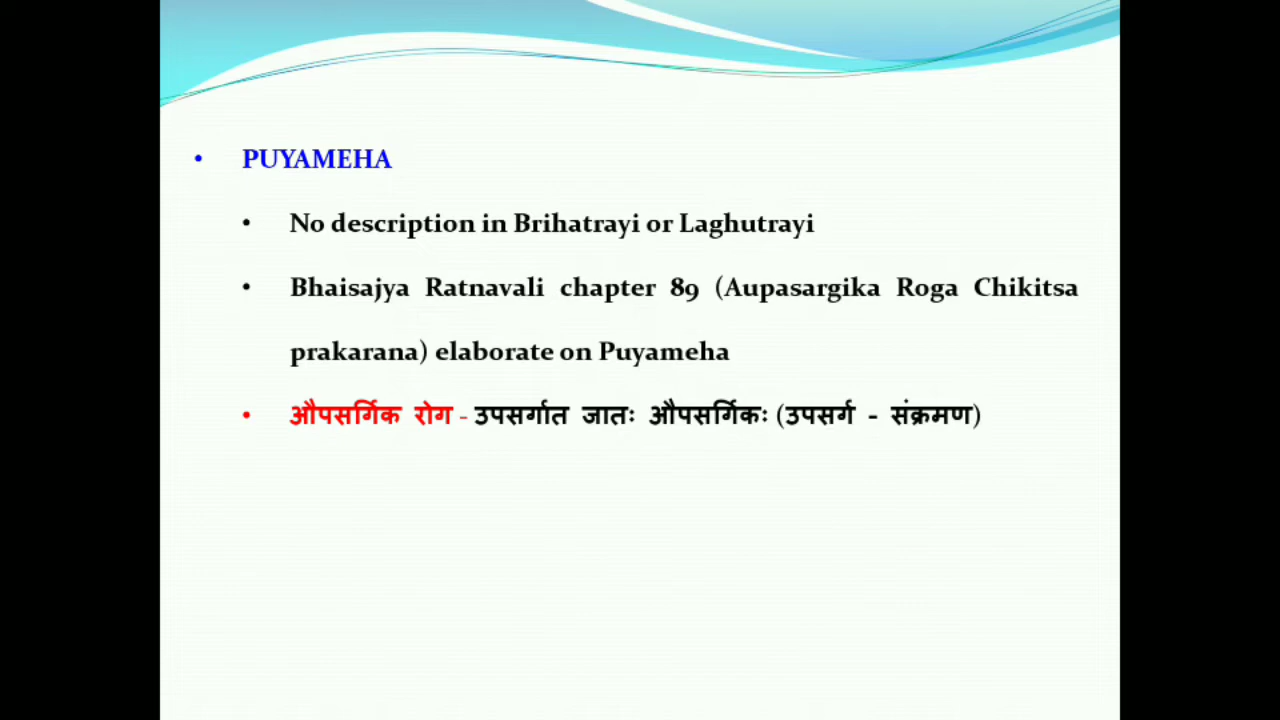 • PUYAMEHA
• No description in Brihatrayi or Laghutrayi
• Bhaisajya Ratnavali chapter 89 (Aupasargika Roga Chikitsa
prakarana) elaborate on Puyameha
• औपसर्गिक रोग - उपसर्गात जातः औपसर्गिकः (उपसर्ग - संक्रमण)